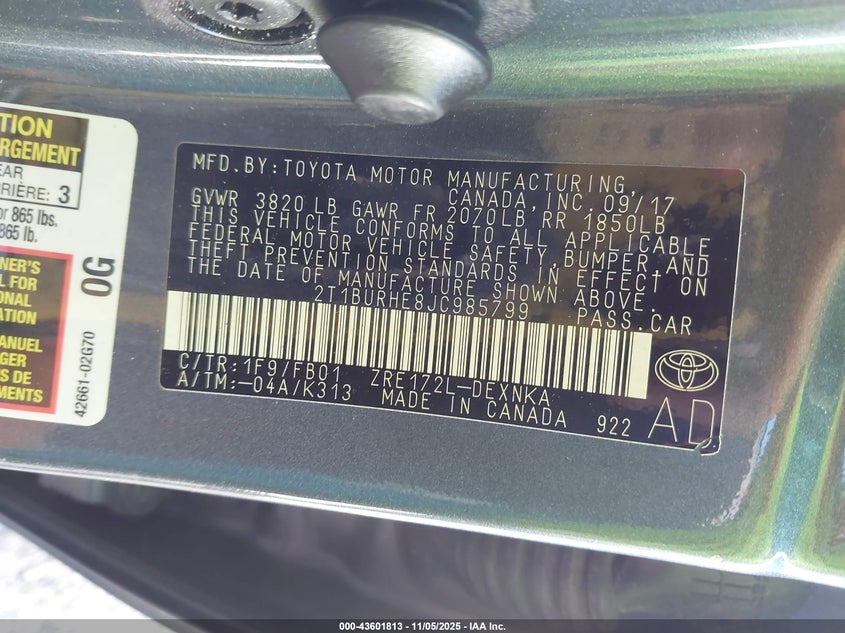 TION
RGEMENT
EAR
RRIÈRE: 3
or 865 lbs.
865 lb.
NER'S
L FOR
IONAL
ATION
ANUEL
GER
DE
MENTS
0G
42661-02G70
MFD.BY:TOYOTA MOTOR MANUFACTURING,
CANADA, INC. 09/17
GVWR 3820 LB GAWR FR 2070LB, RR 1850LB
THIS VEHICLE CONFORMS TO ALL APPLICABLE
FEDERAL MOTOR VEHICLE SAFETY, BUMPER,AND
THEFT PREVENTION STANDARDS IN EFFECT ON
THE DATE OF MANUFACTURE SHOWN ABOVE.
2T1BURHE8JC985799 PASS.CAR
C/TR:1F9/FB01 ZRE172L-DEXNKA
A/TM:-04A/K313 MADE IN CANADA 922
AD
TOYOTA
000-43601813 - 11/05/2025 - IAA Inc.